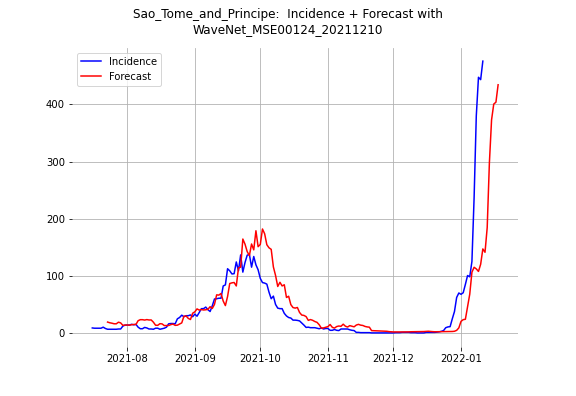 Sao_Tome_and_Principe:  Incidence + Forecast with
WaveNet_MSE00124_20211210
Incidence
Forecast
400
300
200
100
0
2021-08
2021-09
2021-10
2021-11
2021-12
2022-01